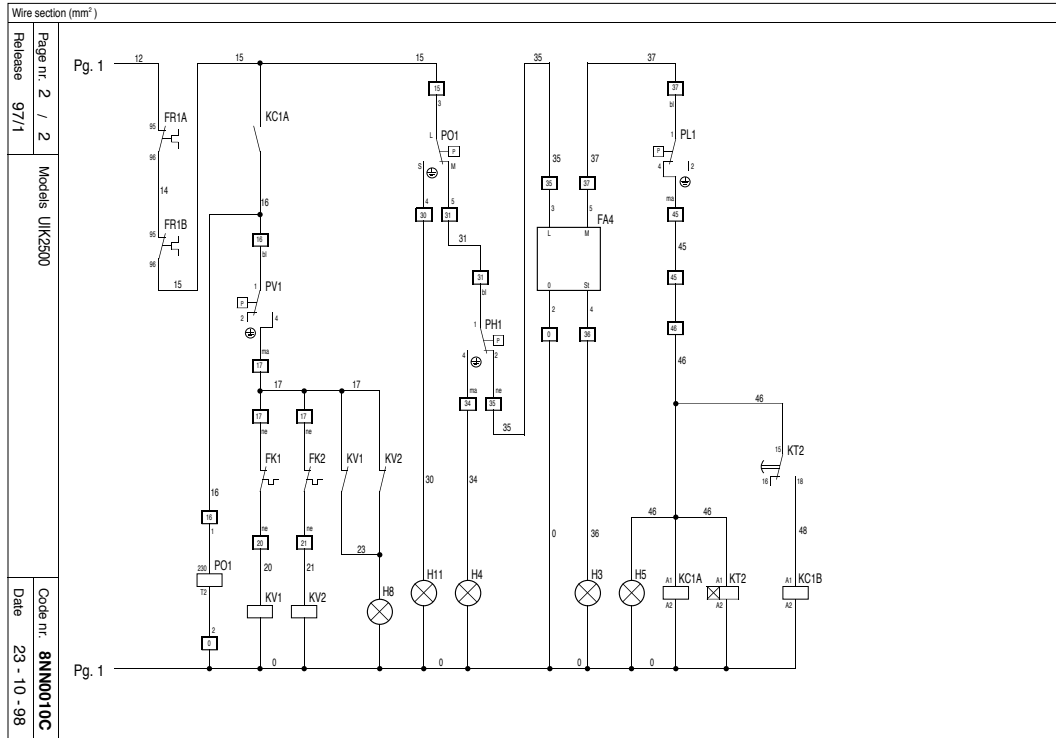 Wire section (mm²)
Page nr. 2 / 2
Release 97/1
Models UIK2500
Code nr. 8NN0010C
Date 23 - 10 - 98
Pg. 1
12
15
15
35
37
15
3
37
bl
FR1A
95
96
KC1A
L
PO1
P
S
M
1
PL1
P
4
2
35
37
35
37
3
5
FA4
L
M
0
St
14
16
4
5
30
31
31
ma
45
45
FR1B
95
96
16
bl
15
1
PV1
P
2
4
31
bl
45
2
4
0
36
46
1
PH1
P
4
2
46
ma
17
17
17
ma
ne
34
35
35
46
17
17
ne
ne
FK1
FK2
KV1
KV2
15
KT2
16
18
16
30
34
16
1
ne
ne
20
21
23
0
36
46
46
48
230
PO1
T2
20
21
KV1
KV2
H8
H11
H4
H3
H5
A1
KC1A
A2
A1
KT2
A2
A1
KC1B
A2
2
0
Pg. 1
0
0
0
0